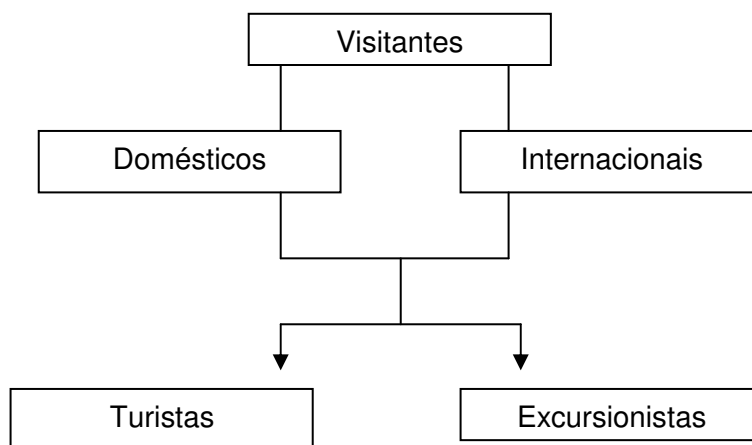 Visitantes
Domésticos
Internacionais
Turistas
Excursionistas